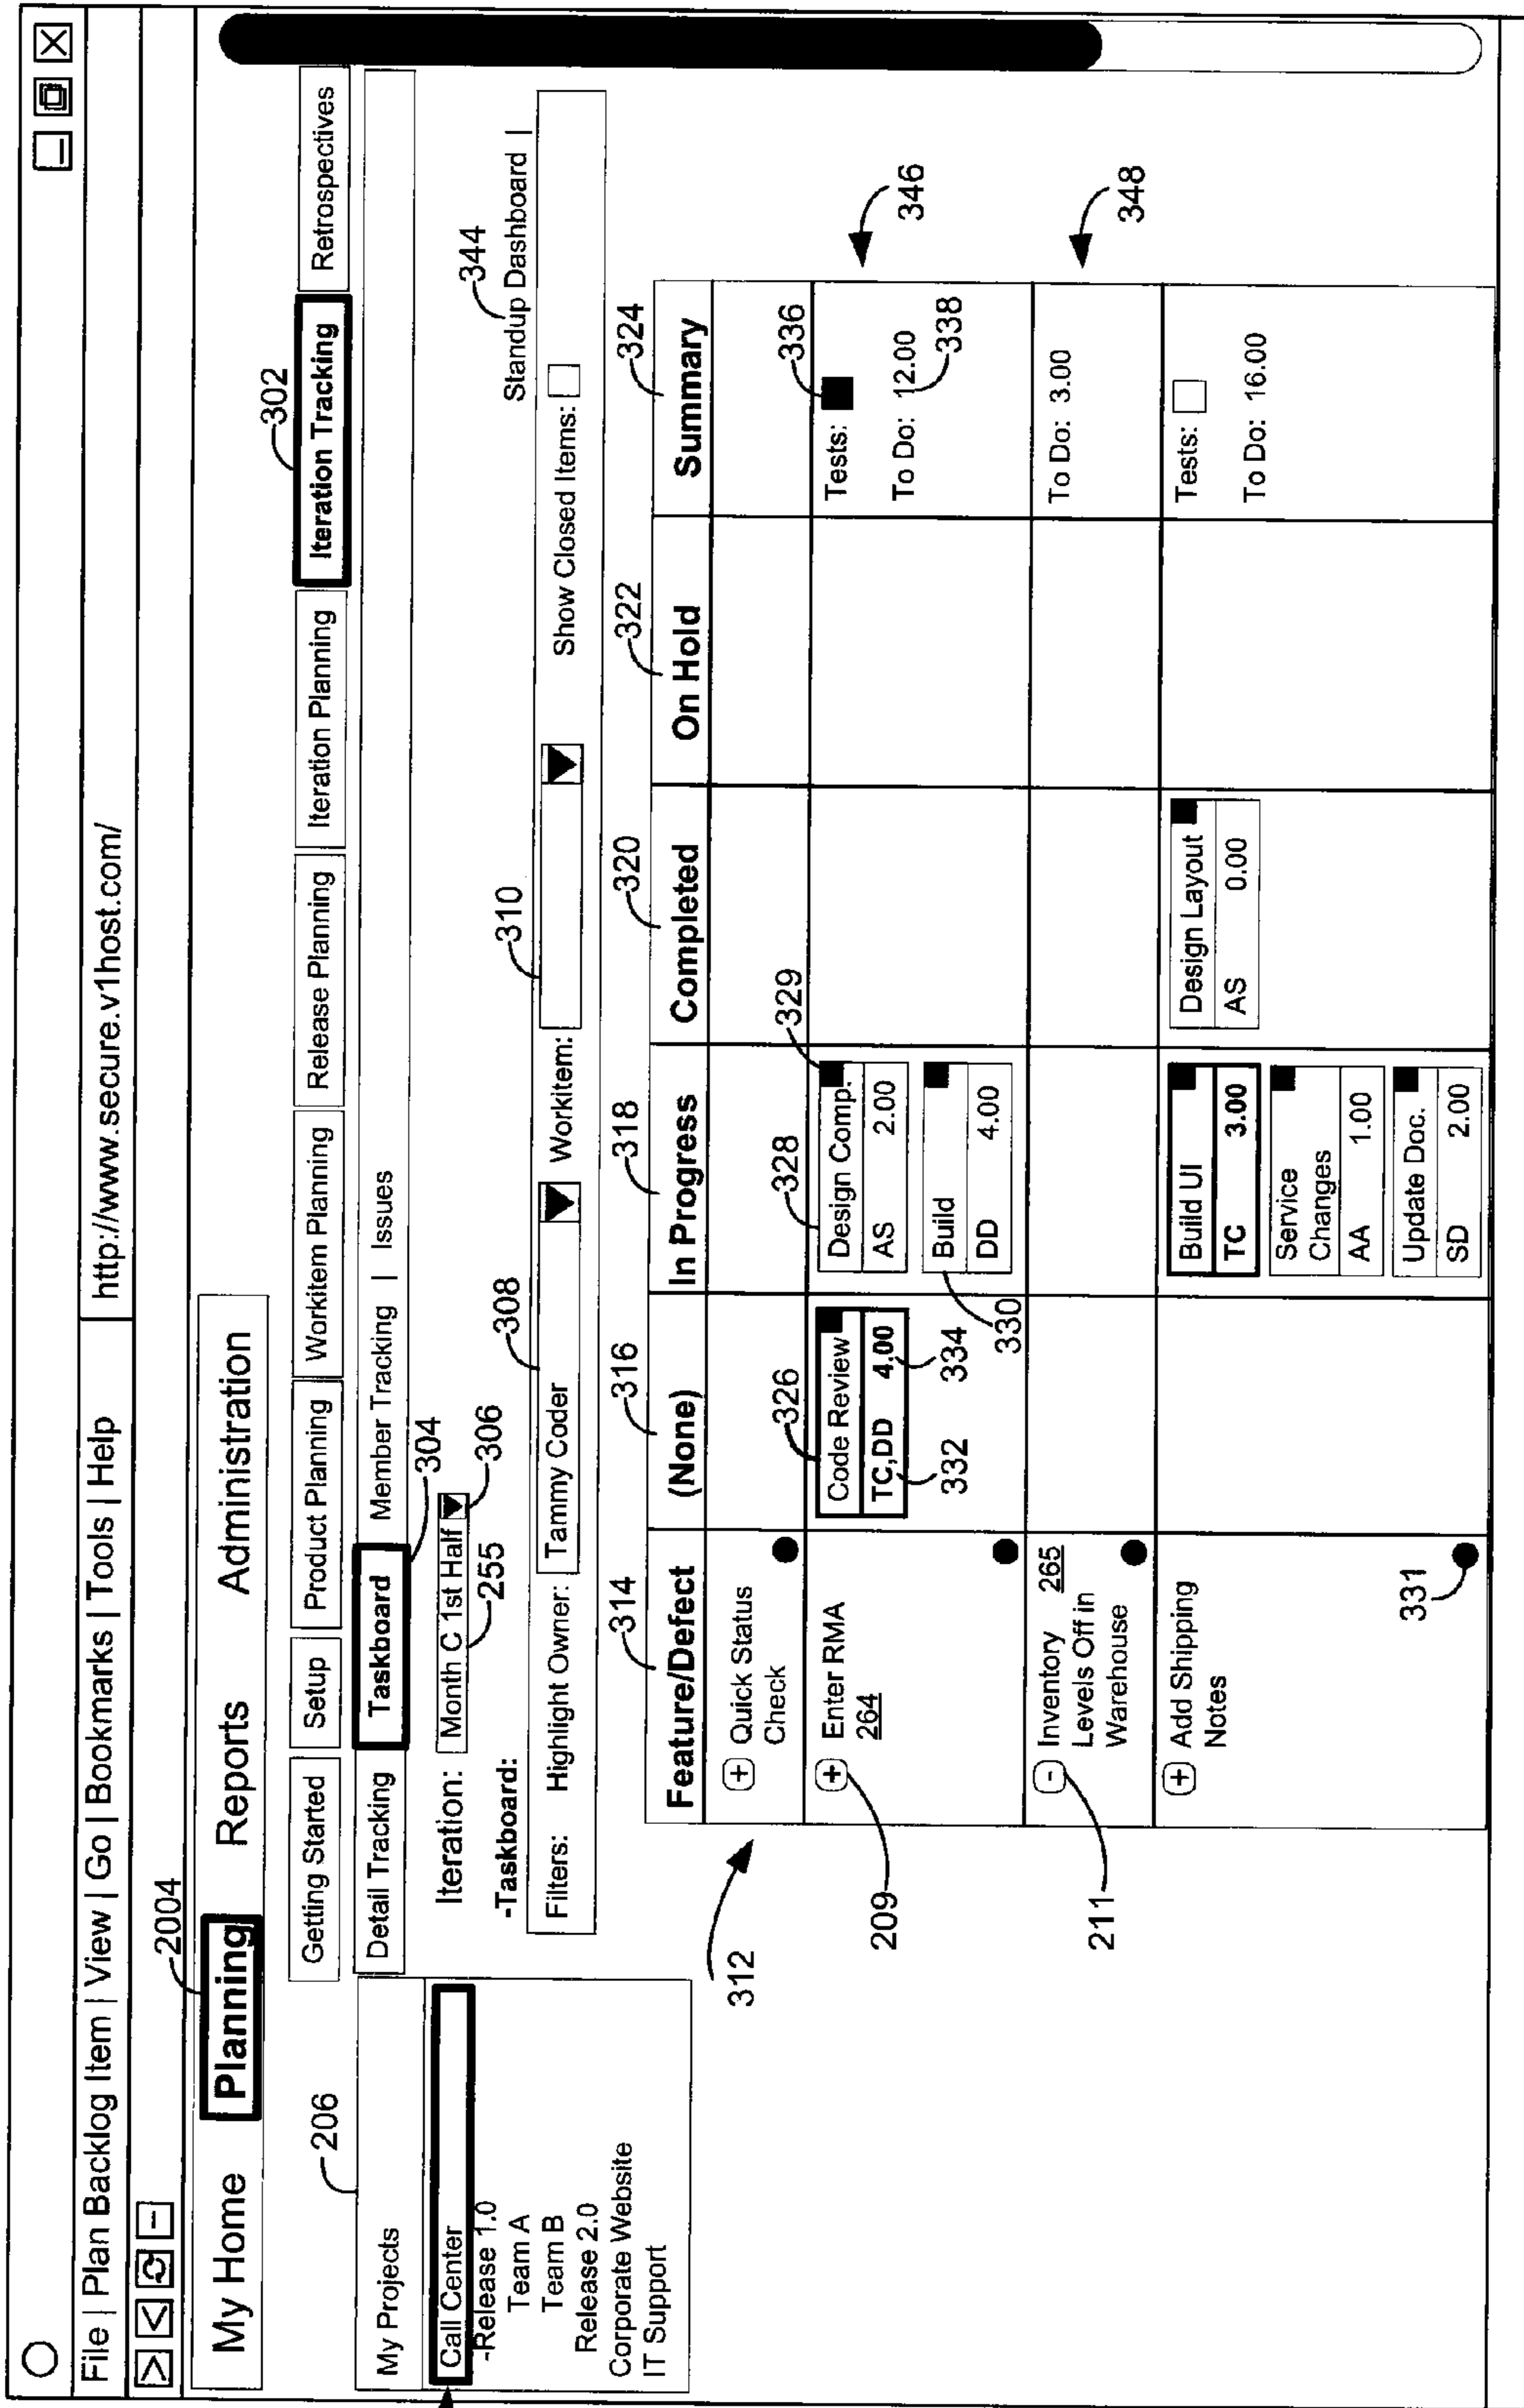 File | Plan Backlog Item | View | Go | Bookmarks | Tools | Help
http://www.secure.v1host.com/
2004
My Home Planning Reports Administration
302
Getting Started Setup Product Planning Workitem Planning Release Planning Iteration Planning Iteration Tracking Retrospectives
206
Detail Tracking Taskboard Member Tracking | Issues
304
My Projects
Call Center
-Release 1.0
Team A
Team B
Release 2.0
Corporate Website
IT Support
Iteration: Month C 1st Half
306
255
344
-Taskboard: Standup Dashboard |
308
310
Filters: Highlight Owner: Tammy Coder Workitem: Show Closed Items:
312
314
316
318
320
322
324
Feature/Defect (None) In Progress Completed On Hold Summary
+ Quick Status
Check
326
328
329
336
346
+ Enter RMA
264
209
Code Review
TC,DD 4.00
332
334
Design Comp.
AS 2.00
Build
DD 4.00
330
Tests:
To Do: 12.00
338
348
- Inventory 265
Levels Off in
Warehouse
211
To Do: 3.00
+ Add Shipping
Notes
331
Build UI
TC 3.00
Service
Changes
AA 1.00
Update Doc.
SD 2.00
Design Layout
AS 0.00
Tests:
To Do: 16.00